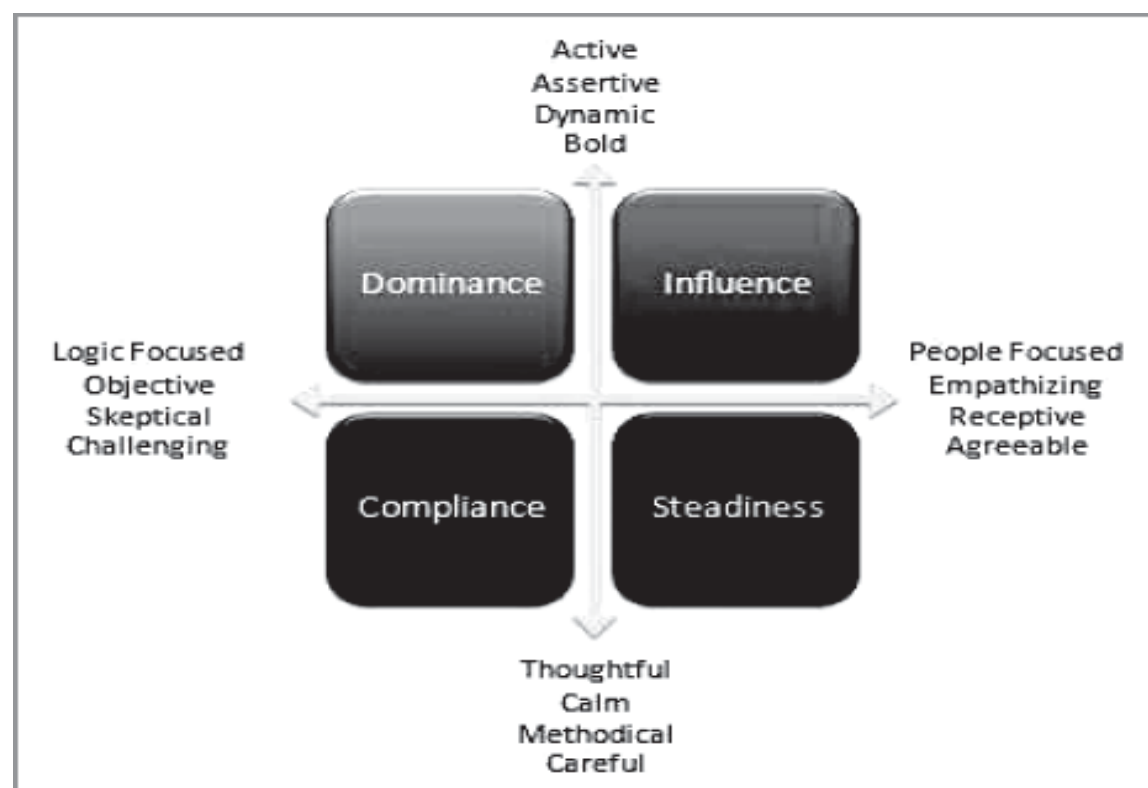 Active
Assertive
Dynamic
Bold
Dominance
Influence
Logic Focused
Objective
Skeptical
Challenging
People Focused
Empathizing
Receptive
Agreeable
Compliance
Steadiness
Thoughtful
Calm
Methodical
Careful